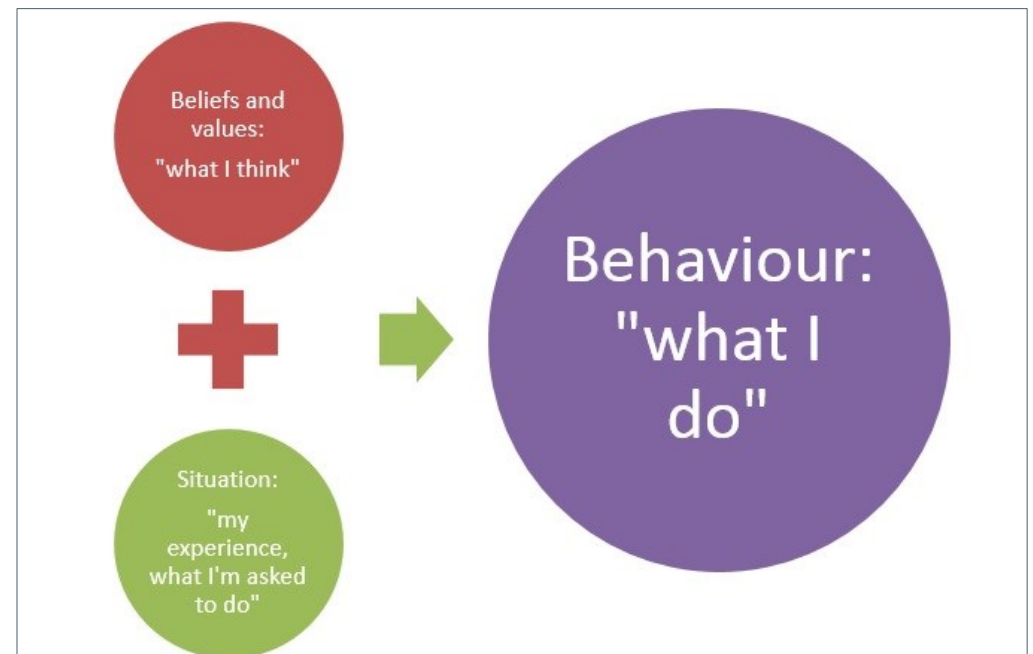 Beliefs and
values:
"what I think"
Situation:
"my
experience,
what I'm asked
to do"
Behaviour:
"what I
do"